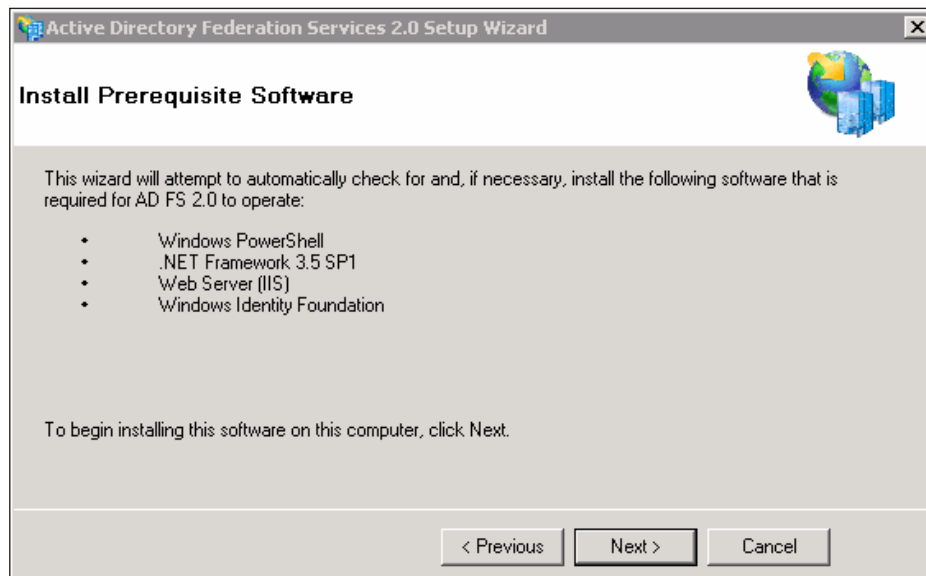 Active Directory Federation Services 2.0 Setup Wizard
Install Prerequisite Software
This wizard will attempt to automatically check for and, if necessary, install the following software that is
required for AD FS 2.0 to operate:
• Windows PowerShell
• .NET Framework 3.5 SP1
• Web Server (IIS)
• Windows Identity Foundation
To begin installing this software on this computer, click Next.
< Previous Next > Cancel